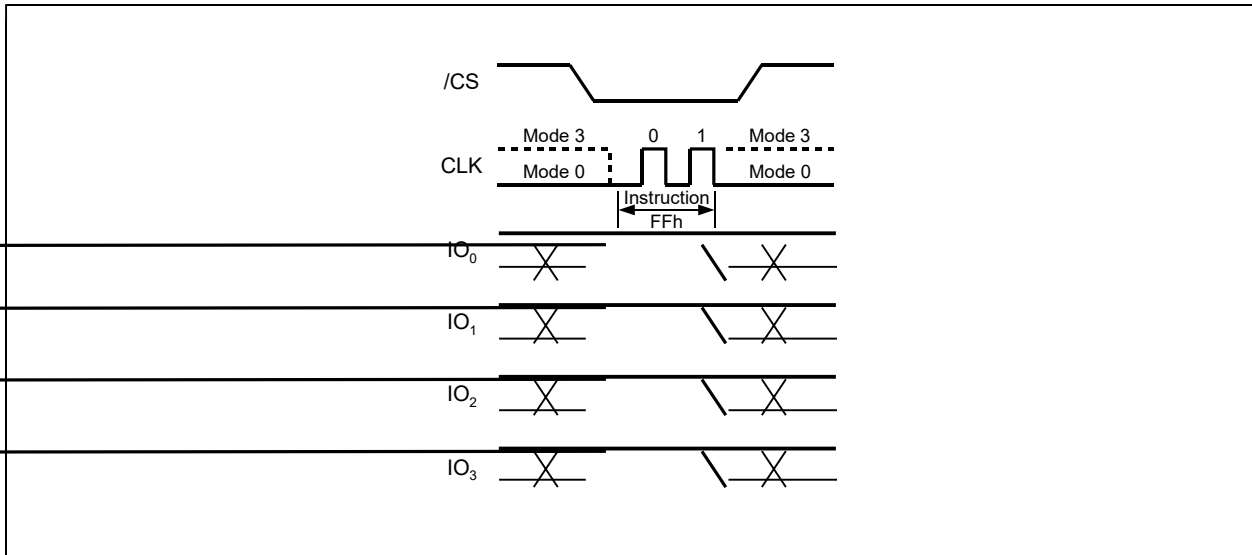 /CS
Mode 3 0 1 Mode 3
CLK
Mode 0 Mode 0
Instruction
FFh
IO₀
IO₁
IO₂
IO₃